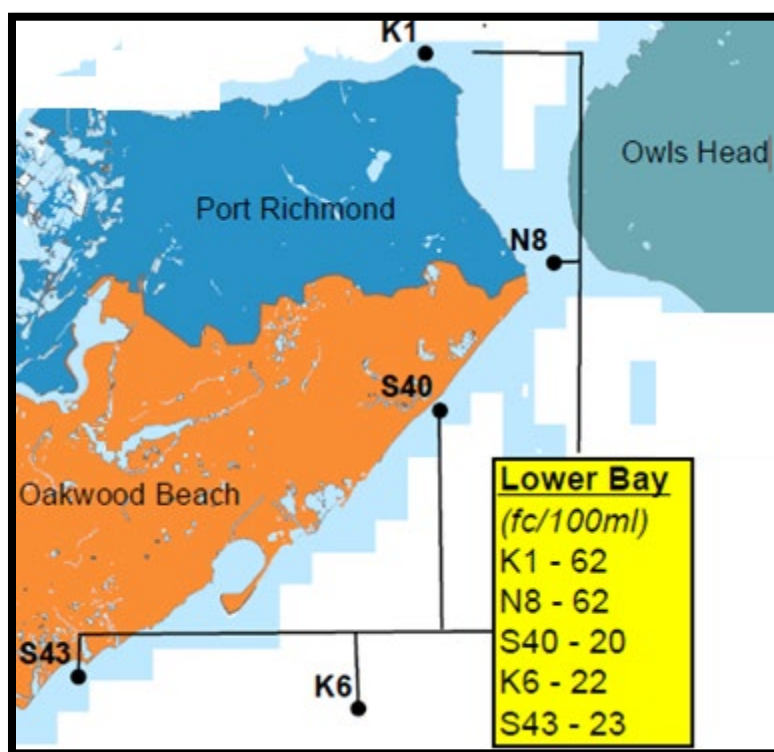 K1
Owls Head
Port Richmond
N8
S40
Oakwood Beach
S43
K6
Lower Bay
(fc/100ml)
K1 - 62
N8 - 62
S40 - 20
K6 - 22
S43 - 23